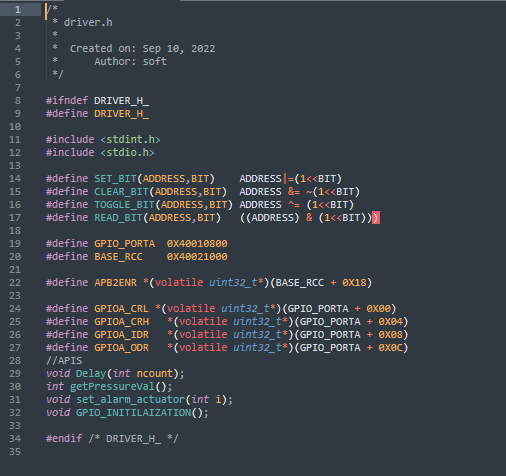 1 /*
2  * driver.h
3  *
4  *  Created on: Sep 10, 2022
5  *      Author: soft
6  */
7
8 #ifndef DRIVER_H_
9 #define DRIVER_H_
10
11 #include <stdint.h>
12 #include <stdio.h>
13
14 #define SET_BIT(ADDRESS,BIT)    ADDRESS|=(1<<BIT)
15 #define CLEAR_BIT(ADDRESS,BIT)  ADDRESS &= ~(1<<BIT)
16 #define TOGGLE_BIT(ADDRESS,BIT) ADDRESS ^= (1<<BIT)
17 #define READ_BIT(ADDRESS,BIT)   ((ADDRESS) & (1<<BIT)))
18
19 #define GPIO_PORTA  0X40010800
20 #define BASE_RCC    0X40021000
21
22 #define APB2ENR *(volatile uint32_t*)(BASE_RCC + 0X18)
23
24 #define GPIOA_CRL *(volatile uint32_t*)(GPIO_PORTA + 0X00)
25 #define GPIOA_CRH   *(volatile uint32_t*)(GPIO_PORTA + 0X04)
26 #define GPIOA_IDR   *(volatile uint32_t*)(GPIO_PORTA + 0X08)
27 #define GPIOA_ODR   *(volatile uint32_t*)(GPIO_PORTA + 0X0C)
28 //APIS
29 void Delay(int ncount);
30 int getPressureVal();
31 void set_alarm_actuator(int i);
32 void GPIO_INITILAIZATION();
33
34 #endif /* DRIVER_H_ */
35